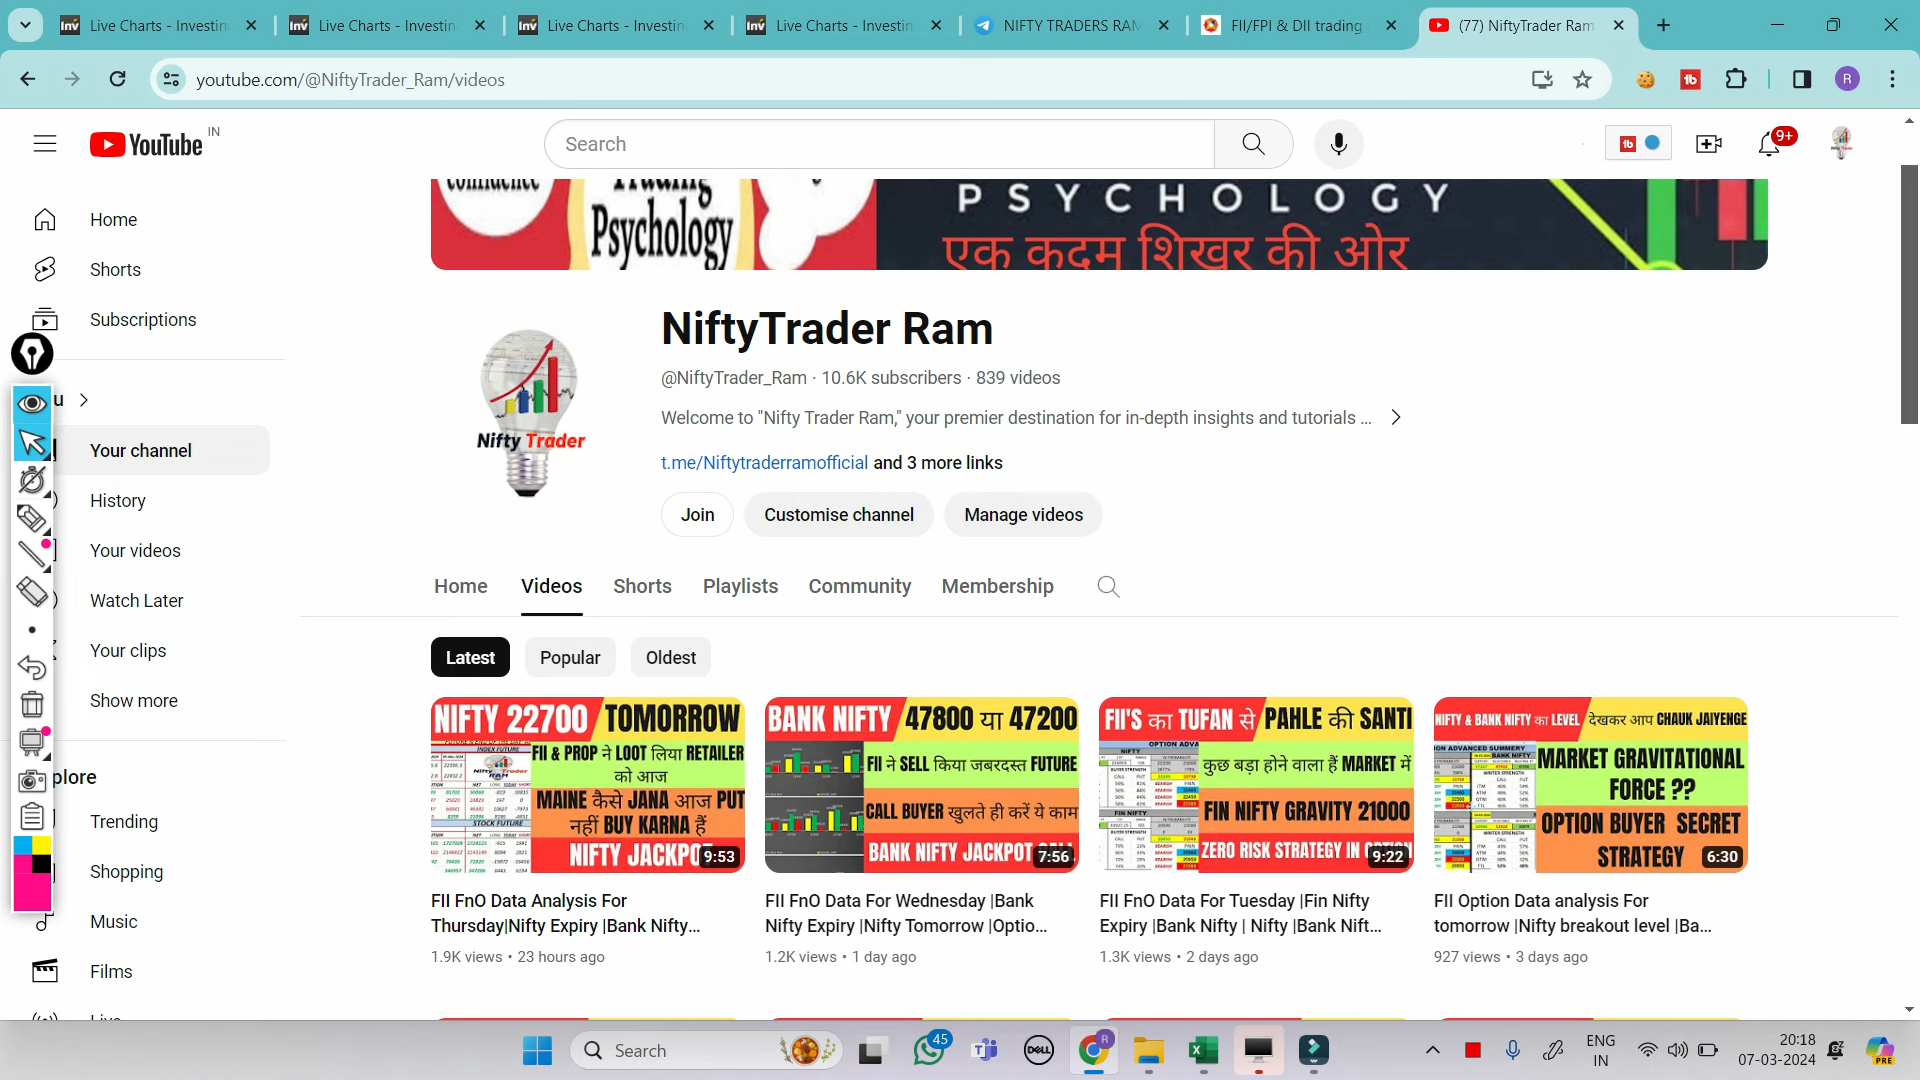 Live Charts - Investin
Live Charts - Investin
Live Charts - Investin
Live Charts - Investin
NIFTY TRADERS RAM
FII/FPI & DII trading
(77) NiftyTrader Ram
youtube.com/@NiftyTrader_Ram/videos
R
YouTube IN
Search
9+
Home
Shorts
Subscriptions
Your channel
History
Your videos
Watch Later
Your clips
Show more
Trending
Shopping
Music
Films
Trading
Psychology
PSYCHOLOGY
एक कदम शिखर की ओर
Nifty Trader
NiftyTrader Ram
@NiftyTrader_Ram · 10.6K subscribers · 839 videos
Welcome to "Nifty Trader Ram," your premier destination for in-depth insights and tutorials ...
t.me/Niftytraderramofficial and 3 more links
Join
Customise channel
Manage videos
Home
Videos
Shorts
Playlists
Community
Membership
Latest
Popular
Oldest
NIFTY 22700 TOMORROW
FII & PROP ने LOOT लिया RETAILER
को आज
MAINE कैसे JANA आज PUT
नहीं BUY KARNA हैं
INDEX FUTURE
STOCK FUTURE
9:53
FII FnO Data Analysis For
Thursday|Nifty Expiry |Bank Nifty...
1.9K views • 23 hours ago
BANK NIFTY 47800 या 47200
FII ने SELL किया जबरदस्त FUTURE
CALL BUYER खुलते ही करें ये काम
BANK NIFTY JACKPOT
7:56
FII FnO Data For Wednesday |Bank
Nifty Expiry |Nifty Tomorrow |Optio...
1.2K views • 1 day ago
FII'S का TUFAN से PAHLE की SANTI
कुछ बड़ा होने वाला हैं MARKET में
FIN NIFTY GRAVITY 21000
ZERO RISK STRATEGY IN
9:22
FII FnO Data For Tuesday |Fin Nifty
Expiry |Bank Nifty | Nifty |Bank Nift...
1.3K views • 2 days ago
NIFTY & BANK NIFTY का LEVEL देखकर आप CHAUK JAIYENGE
MARKET GRAVITATIONAL
FORCE ??
OPTION BUYER SECRET
STRATEGY
6:30
FII Option Data analysis For
tomorrow |Nifty breakout level |Ba...
927 views • 3 days ago
Search
45
DELL
ENG
IN
20:18
07-03-2024
PRE